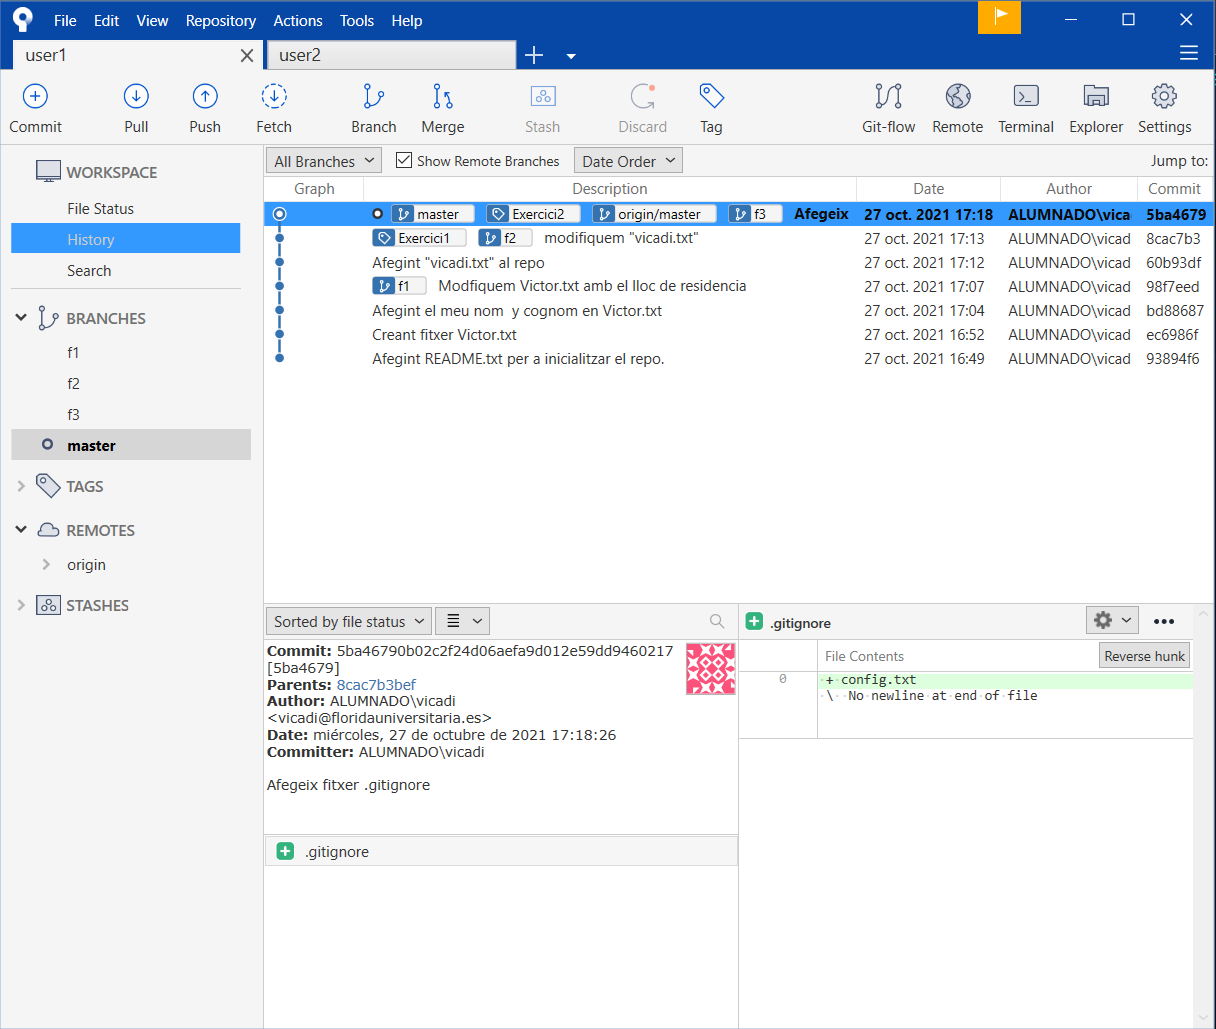 File Edit View Repository Actions Tools Help
user1 user2
Commit Pull Push Fetch Branch Merge Stash Discard Tag Git-flow Remote Terminal Explorer Settings
WORKSPACE
File Status
History
Search
BRANCHES
f1
f2
f3
master
TAGS
REMOTES
origin
STASHES
All Branches Show Remote Branches Date Order Jump to:
Graph Description Date Author Commit
master Exercici2 origin/master f3 Afegeix 27 oct. 2021 17:18 ALUMNADO\vica 5ba4679
Exercici1 f2 modifiquem "vicadi.txt" 27 oct. 2021 17:13 ALUMNADO\vicad 8cac7b3
Afegint "vicadi.txt" al repo 27 oct. 2021 17:12 ALUMNADO\vicad 60b93df
f1 Modfiquem Victor.txt amb el lloc de residencia 27 oct. 2021 17:07 ALUMNADO\vicad 98f7eed
Afegint el meu nom y cognom en Victor.txt 27 oct. 2021 17:04 ALUMNADO\vicad bd88687
Creant fitxer Victor.txt 27 oct. 2021 16:52 ALUMNADO\vicad ec6986f
Afegint README.txt per a inicialitzar el repo. 27 oct. 2021 16:49 ALUMNADO\vicad 93894f6
Sorted by file status
Commit: 5ba46790b02c2f24d06aefa9d012e59dd9460217
[5ba4679]
Parents: 8cac7b3bef
Author: ALUMNADO\vicadi
<vicadi@floridauniversitaria.es>
Date: miércoles, 27 de octubre de 2021 17:18:26
Committer: ALUMNADO\vicadi
Afegeix fitxer .gitignore
.gitignore
.gitignore
File Contents Reverse hunk
0 + config.txt
\ No newline at end of file